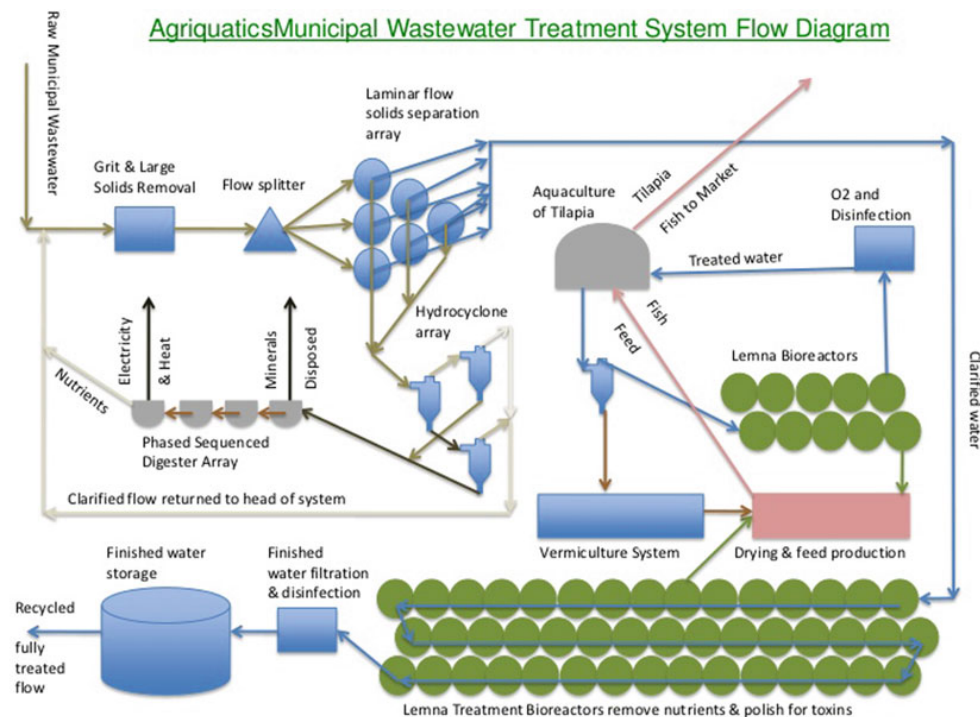 AgriquaticsMunicipal Wastewater Treatment System Flow Diagram
Raw Municipal Wastewater
Grit & Large
Solids Removal
Flow splitter
Laminar flow
solids separation
array
Aquaculture
of Tilapia
Tilapia
Fish to Market
O2 and
Disinfection
Treated water
Hydrocyclone
array
Electricity
& Heat
Minerals
Disposed
Nutrients
Phased Sequenced
Digester Array
Clarified flow returned to head of system
Fish
Feed
Lemna Bioreactors
Clarified water
Vermiculture System
Drying & feed production
Finished water
storage
Finished
water filtration
& disinfection
Recycled
fully
treated
flow
Lemna Treatment Bioreactors remove nutrients & polish for toxins